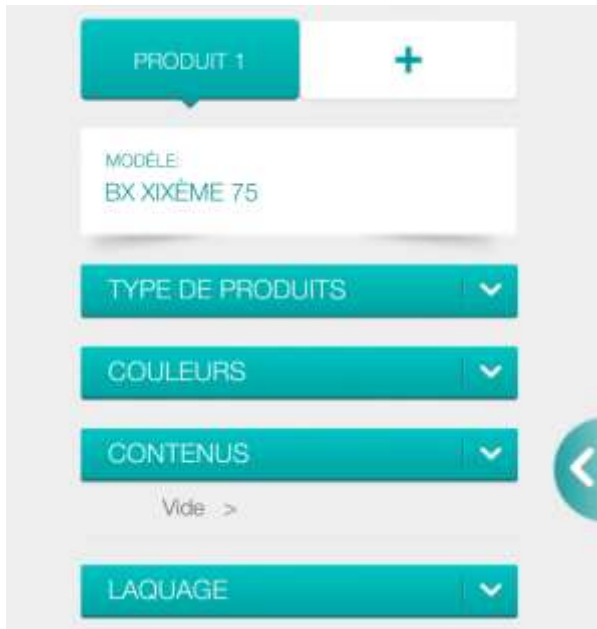 PRODUIT 1 +
MODÈLE:
BX XIXÈME 75
TYPE DE PRODUITS
COULEURS
CONTENUS
Vide >
LAQUAGE